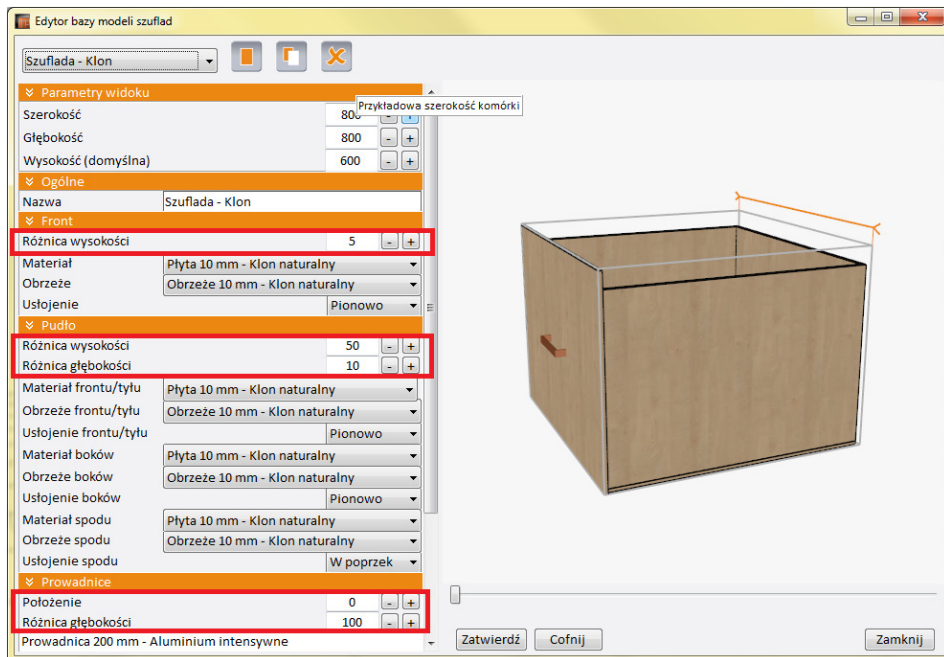 Edytor bazy modeli szuflad
Szuflada - Klon
Parametry widoku
Przykładowa szerokość komórki
Szerokość 800 - +
Głębokość 800 - +
Wysokość (domyślna) 600 - +
Ogólne
Nazwa Szuflada - Klon
Front
Różnica wysokości 5 - +
Materiał Płyta 10 mm - Klon naturalny
Obrzeże Obrzeże 10 mm - Klon naturalny
Usłojenie Pionowo
Pudło
Różnica wysokości 50 - +
Różnica głębokości 10 - +
Materiał frontu/tyłu Płyta 10 mm - Klon naturalny
Obrzeże frontu/tyłu Obrzeże 10 mm - Klon naturalny
Usłojenie frontu/tyłu Pionowo
Materiał boków Płyta 10 mm - Klon naturalny
Obrzeże boków Obrzeże 10 mm - Klon naturalny
Usłojenie boków Pionowo
Materiał spodu Płyta 10 mm - Klon naturalny
Obrzeże spodu Obrzeże 10 mm - Klon naturalny
Usłojenie spodu W poprzek
Prowadnice
Położenie 0 - +
Różnica głębokości 100 - +
Prowadnica 200 mm - Aluminium intensywne
Zatwierdź Cofnij Zamknij